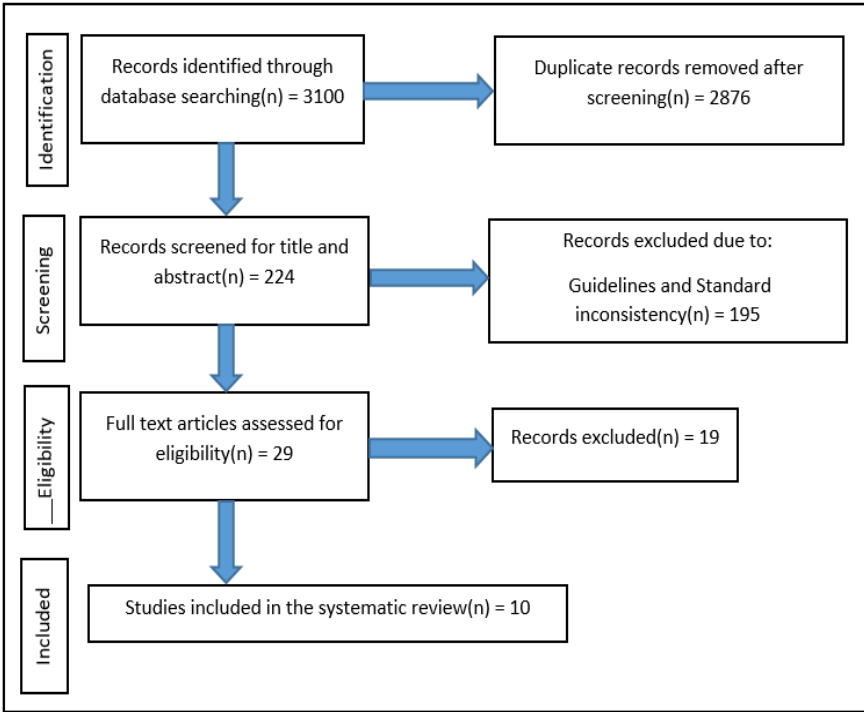 Identification
Records identified through
database searching(n) = 3100
Duplicate records removed after
screening(n) = 2876
Screening
Records screened for title and
abstract(n) = 224
Records excluded due to:
Guidelines and Standard
inconsistency(n) = 195
___Eligibility
Full text articles assessed for
eligibility(n) = 29
Records excluded(n) = 19
Included
Studies included in the systematic review(n) = 10